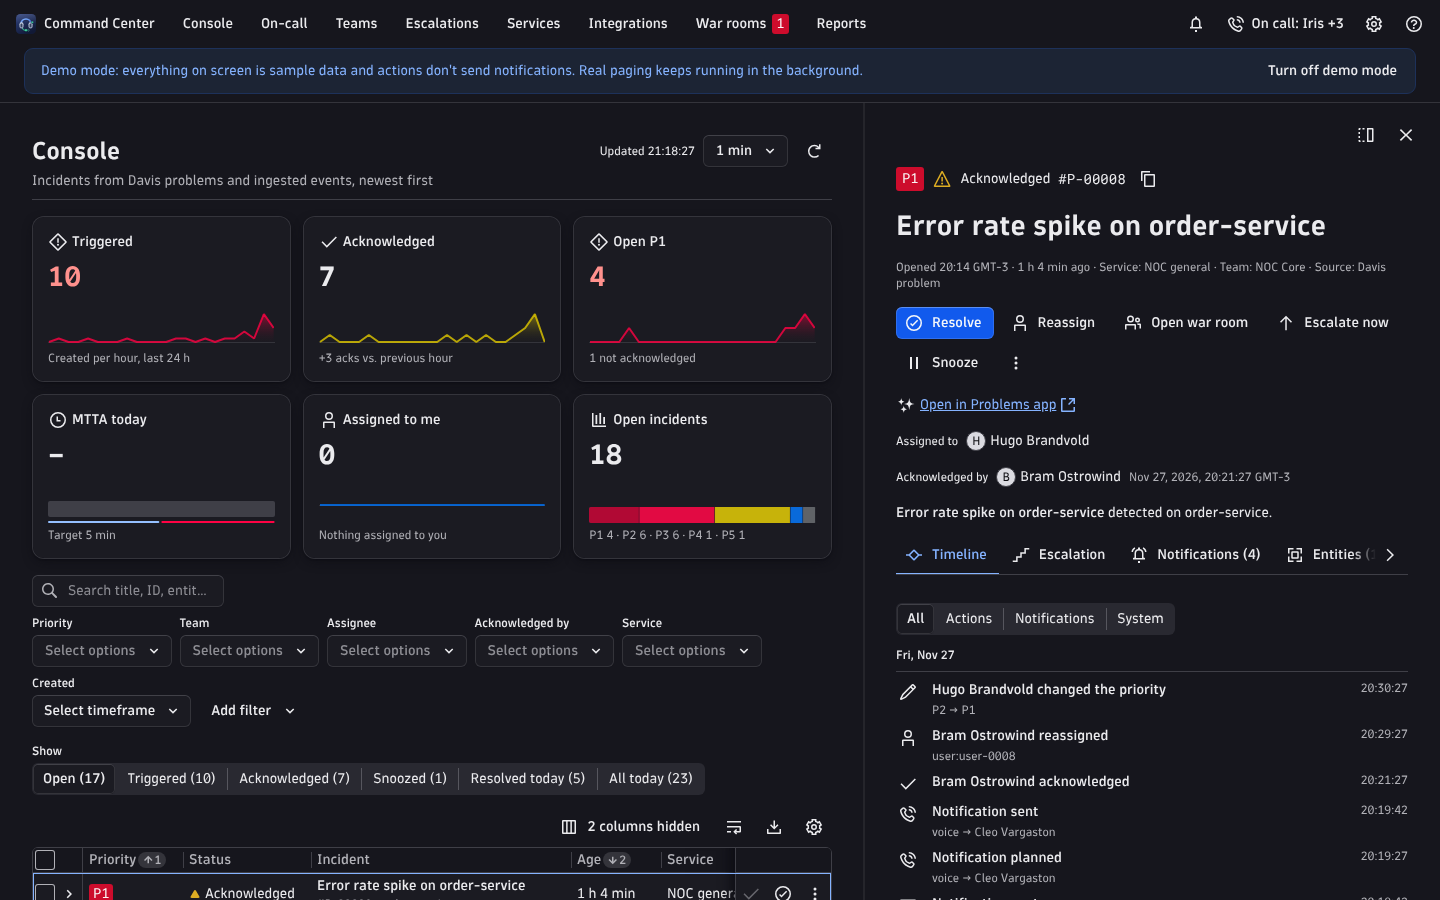 Command Center Console On-call Teams Escalations Services Integrations War rooms 1 Reports On call: Iris +3
Demo mode: everything on screen is sample data and actions don't send notifications. Real paging keeps running in the background. Turn off demo mode
Console
Updated 21:18:27 1 min
Incidents from Davis problems and ingested events, newest first
Triggered
10
Created per hour, last 24 h
Acknowledged
7
+3 acks vs. previous hour
Open P1
4
1 not acknowledged
MTTA today
–
Target 5 min
Assigned to me
0
Nothing assigned to you
Open incidents
18
P1 4 · P2 6 · P3 6 · P4 1 · P5 1
Search title, ID, entit...
Priority Team Assignee Acknowledged by Service
Select options Select options Select options Select options Select options
Created
Select timeframe Add filter
Show
Open (17) Triggered (10) Acknowledged (7) Snoozed (1) Resolved today (5) All today (23)
2 columns hidden
Priority 1 Status Incident Age 2 Service
P1 Acknowledged Error rate spike on order-service 1 h 4 min NOC gener
P1 Acknowledged #P-00008
Error rate spike on order-service
Opened 20:14 GMT-3 · 1 h 4 min ago · Service: NOC general · Team: NOC Core · Source: Davis
problem
Resolve Reassign Open war room Escalate now
Snooze
Open in Problems app
Assigned to H Hugo Brandvold
Acknowledged by B Bram Ostrowind Nov 27, 2026, 20:21:27 GMT-3
Error rate spike on order-service detected on order-service.
Timeline Escalation Notifications (4) Entities (
All Actions Notifications System
Fri, Nov 27
Hugo Brandvold changed the priority 20:30:27
P2 → P1
Bram Ostrowind reassigned 20:29:27
user:user-0008
Bram Ostrowind acknowledged 20:21:27
Notification sent 20:19:42
voice → Cleo Vargaston
Notification planned 20:19:27
voice → Cleo Vargaston